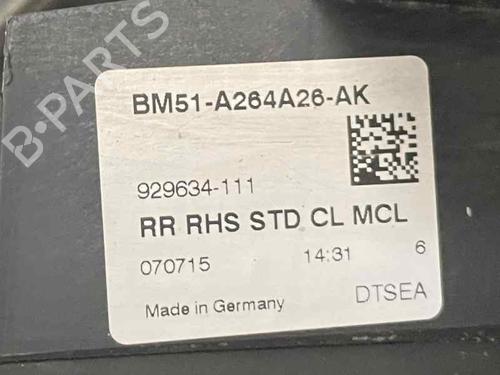 B-PARTS
BM51-A264A26-AK
929634-111
RR RHS STD CL MCL
070715 14:31 6
Made in Germany DTSEA